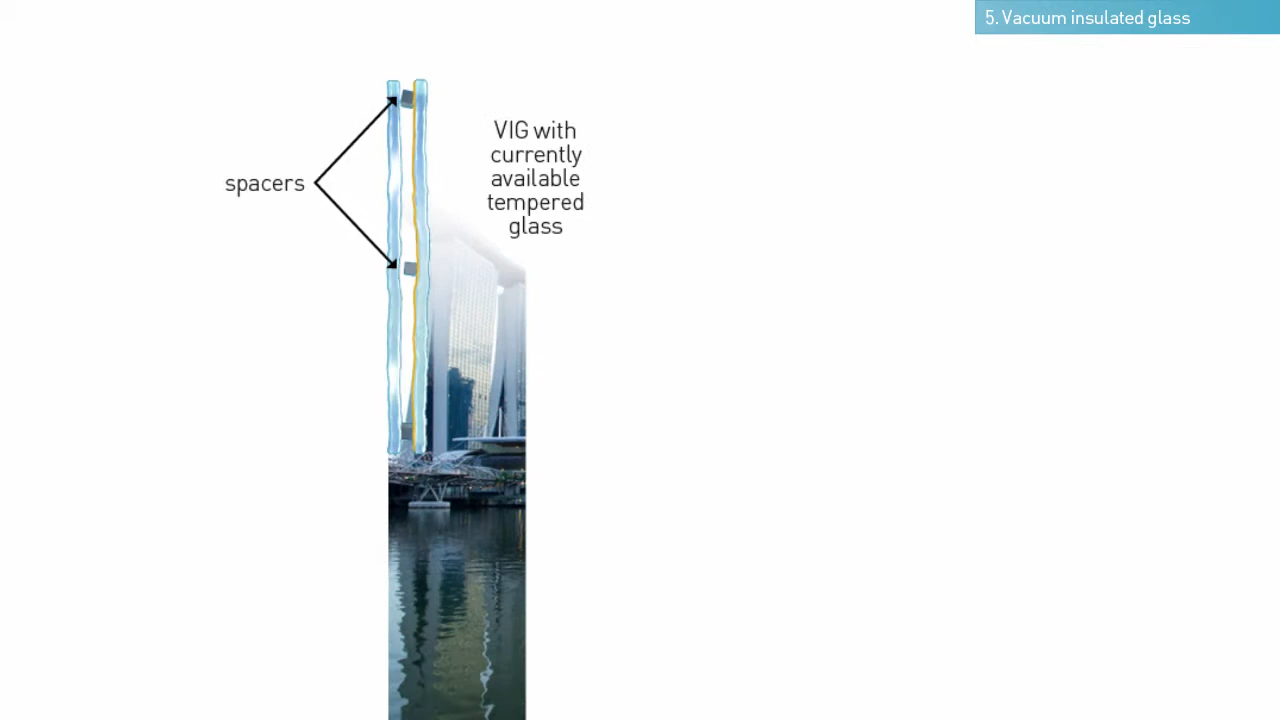 5. Vacuum insulated glass
VIG with
currently
available
tempered
glass
spacers